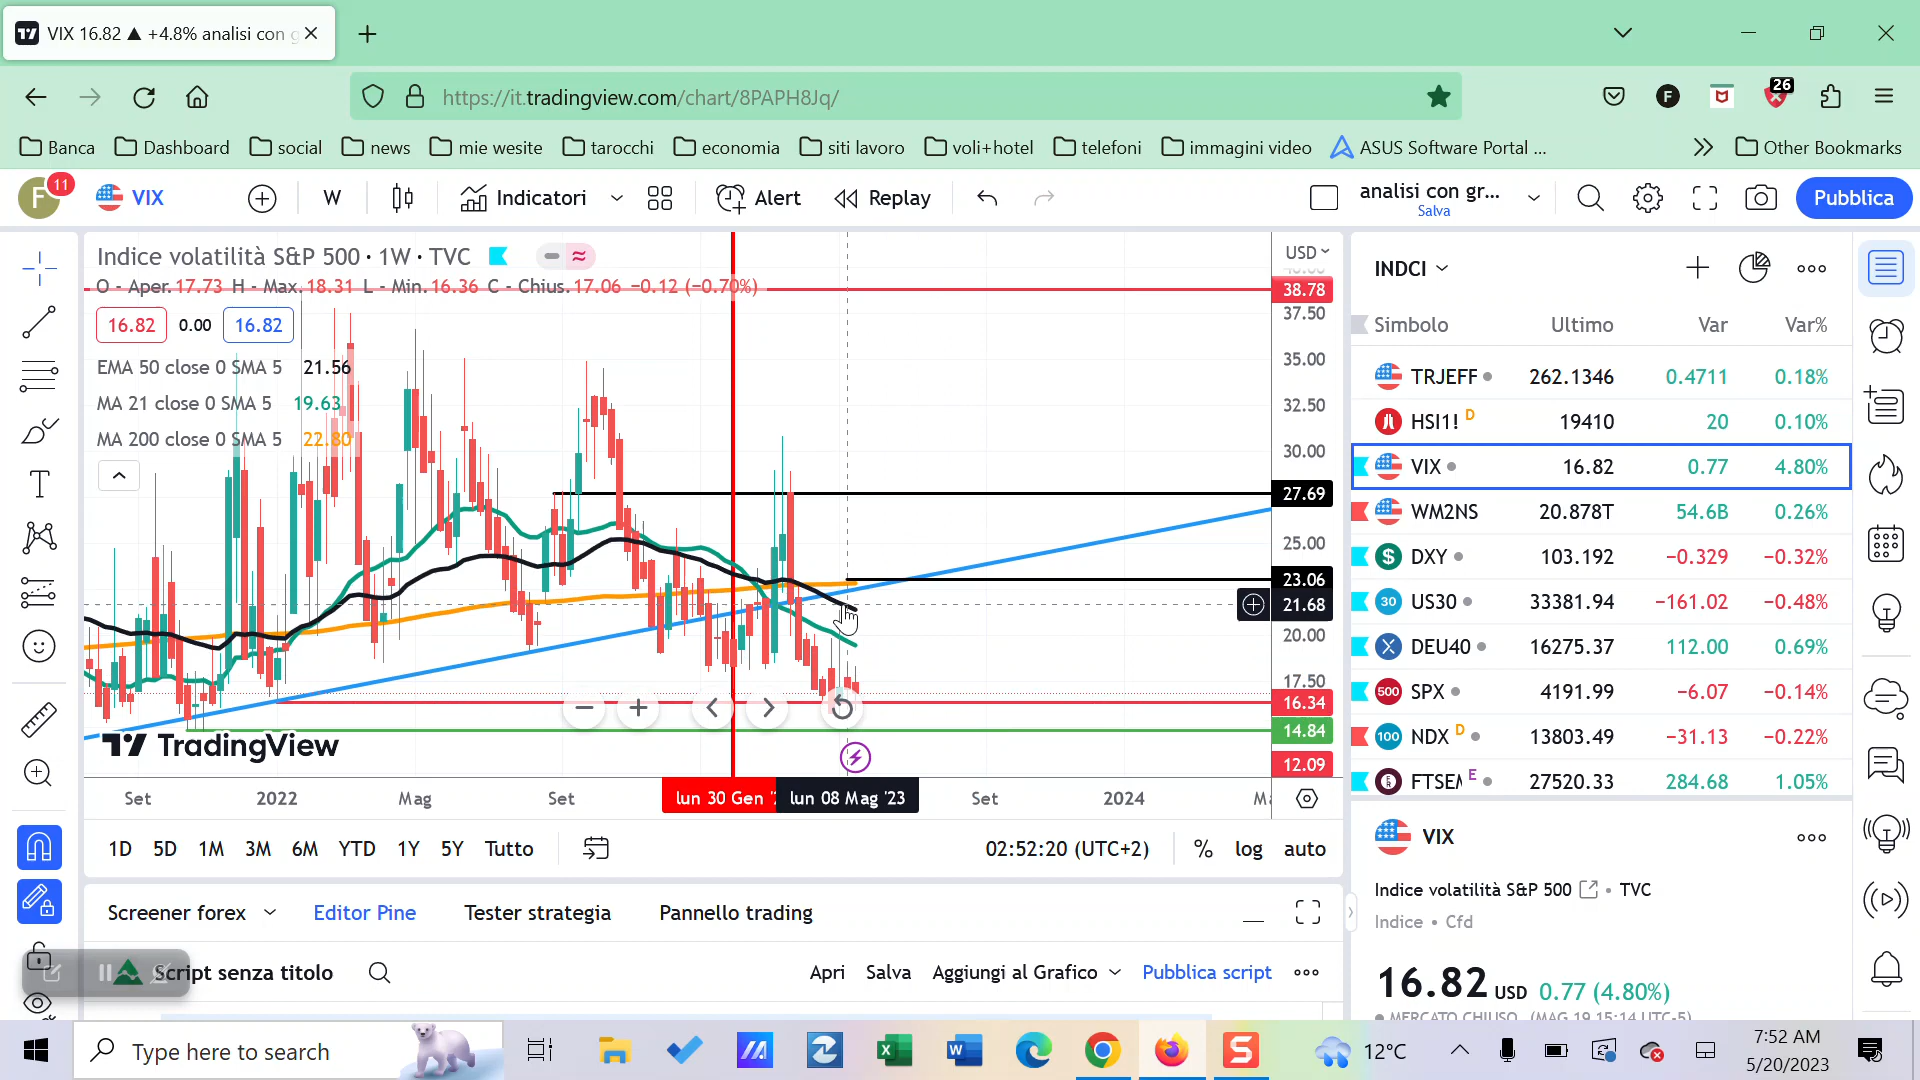 VIX 16.82 ▲ +4.8% analisi con g
https://it.tradingview.com/chart/8PAPH8Jq/
F
26
Banca
Dashboard
social
news
mie wesite
tarocchi
economia
siti lavoro
voli+hotel
telefoni
immagini video
ASUS Software Portal ...
Other Bookmarks
F
11
VIX
W
Indicatori
Alert
Replay
analisi con gr...
Salva
Pubblica
Indice volatilità S&P 500 · 1W · TVC
USD
O - Aper. 17.73 H - Max. 18.31 L - Min. 16.36 C - Chius. 17.06 −0.12 (−0.70%)
16.82
0.00
16.82
EMA 50 close 0 SMA 5 21.56
MA 21 close 0 SMA 5 19.63
MA 200 close 0 SMA 5 22.80
38.78
37.50
35.00
32.50
30.00
27.69
25.00
23.06
21.68
20.00
17.50
16.34
14.84
12.09
TradingView
Set
2022
Mag
Set
lun 30 Gen '
lun 08 Mag '23
Set
2024
1D
5D
1M
3M
6M
YTD
1Y
5Y
Tutto
02:52:20 (UTC+2)
%
log
auto
Screener forex
Editor Pine
Tester strategia
Pannello trading
Script senza titolo
Apri
Salva
Aggiungi al Grafico
Pubblica script
INDCI
Simbolo
Ultimo
Var
Var%
TRJEFF 262.1346 0.4711 0.18%
HSI1! D 19410 20 0.10%
VIX 16.82 0.77 4.80%
WM2NS 20.878T 54.6B 0.26%
$ DXY 103.192 −0.329 −0.32%
30 US30 33381.94 −161.02 −0.48%
DEU40 16275.37 112.00 0.69%
500 SPX 4191.99 −6.07 −0.14%
100 NDX D 13803.49 −31.13 −0.22%
E 27520.33 284.68 1.05%
VIX
Indice volatilità S&P 500 • TVC
Indice • Cfd
16.82 USD 0.77 (4.80%)
MERCATO CHIUSO (MAG 19 15:14 UTC-5)
Type here to search
12°C
7:52 AM
5/20/2023